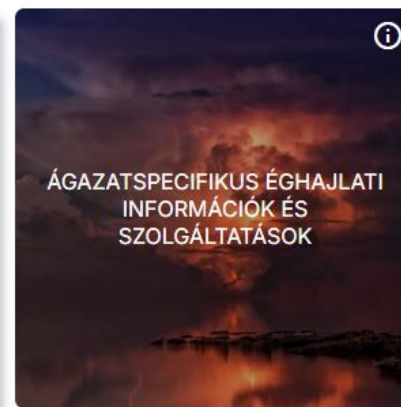 ÁGAZATSPECIFIKUS ÉGHAJLATI
INFORMÁCIÓK ÉS
SZOLGÁLTATÁSOK